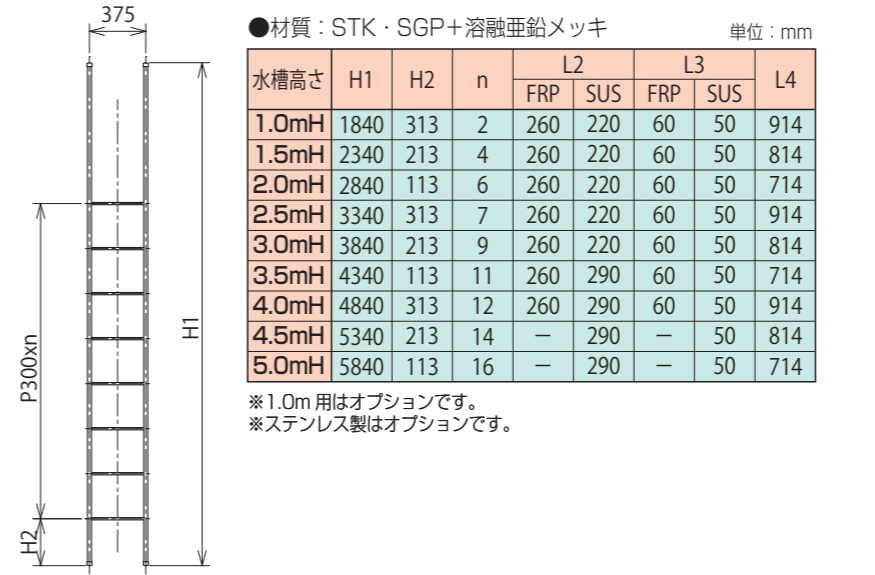 375
●材質：STK・SGP＋溶融亜鉛メッキ
単位：mm
水槽高さ H1 H2 n L2 L3 L4
FRP SUS FRP SUS
1.0mH 1840 313 2 260 220 60 50 914
1.5mH 2340 213 4 260 220 60 50 814
2.0mH 2840 113 6 260 220 60 50 714
2.5mH 3340 313 7 260 220 60 50 914
3.0mH 3840 213 9 260 220 60 50 814
3.5mH 4340 113 11 260 290 60 50 714
4.0mH 4840 313 12 260 290 60 50 914
4.5mH 5340 213 14 － 290 － 50 814
5.0mH 5840 113 16 － 290 － 50 714
※1.0m 用はオプションです。
※ステンレス製はオプションです。
P300xn
H1
H2